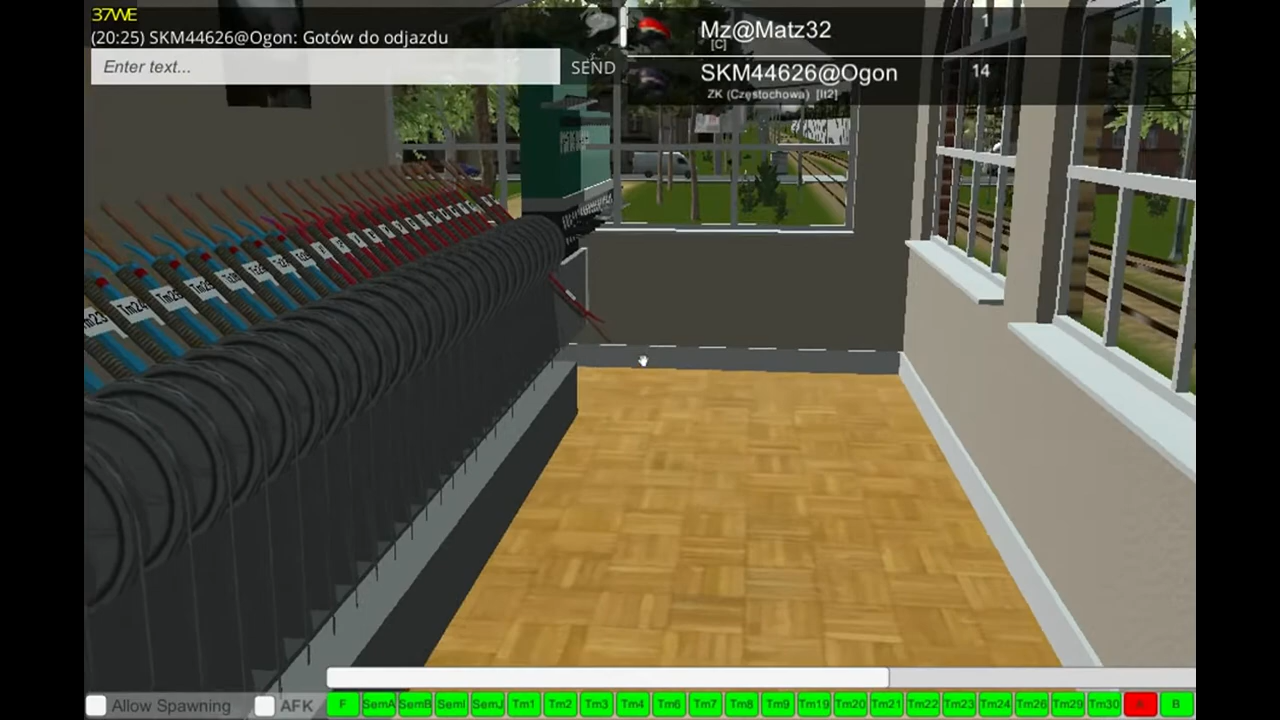 37WE
(20:25) SKM44626@Ogon: Gotów do odjazdu
Enter text...
SEND
Mz@Matz32
[C]
1
SKM44626@Ogon
14
ZK (Częstochowa) [It2]
Tm24
Allow Spawning
AFK
F SemA SemB SemI SemJ Tm1 Tm2 Tm3 Tm4 Tm6 Tm7 Tm8 Tm9 Tm19 Tm20 Tm21 Tm22 Tm23 Tm24 Tm26 Tm29 Tm30 A B